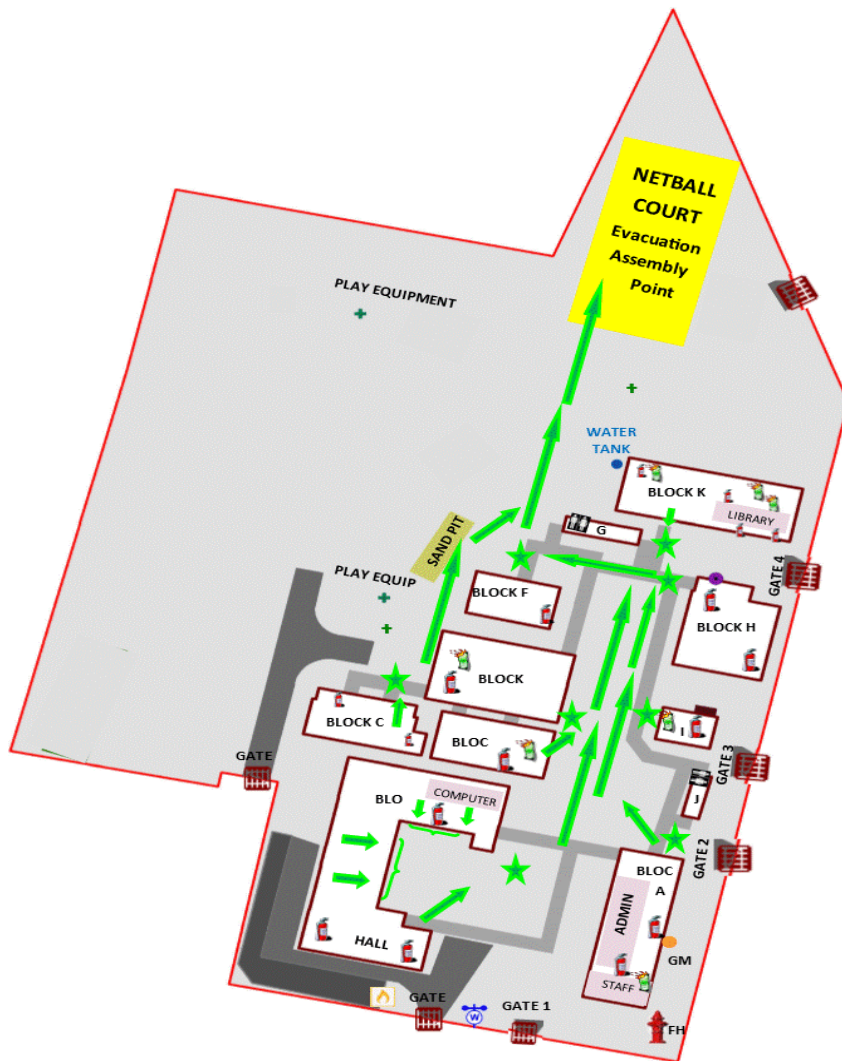 NETBALL
COURT
Evacuation
Assembly
Point
PLAY EQUIPMENT
WATER
TANK
BLOCK K
LIBRARY
G
SAND PIT
GATE 4
PLAY EQUIP
BLOCK F
BLOCK H
BLOCK
BLOCK C
BLOC
I
GATE
GATE 3
BLO
COMPUTER
J
GATE 2
BLOC
A
ADMIN
HALL
GM
STAFF
GATE
W
GATE 1
FH